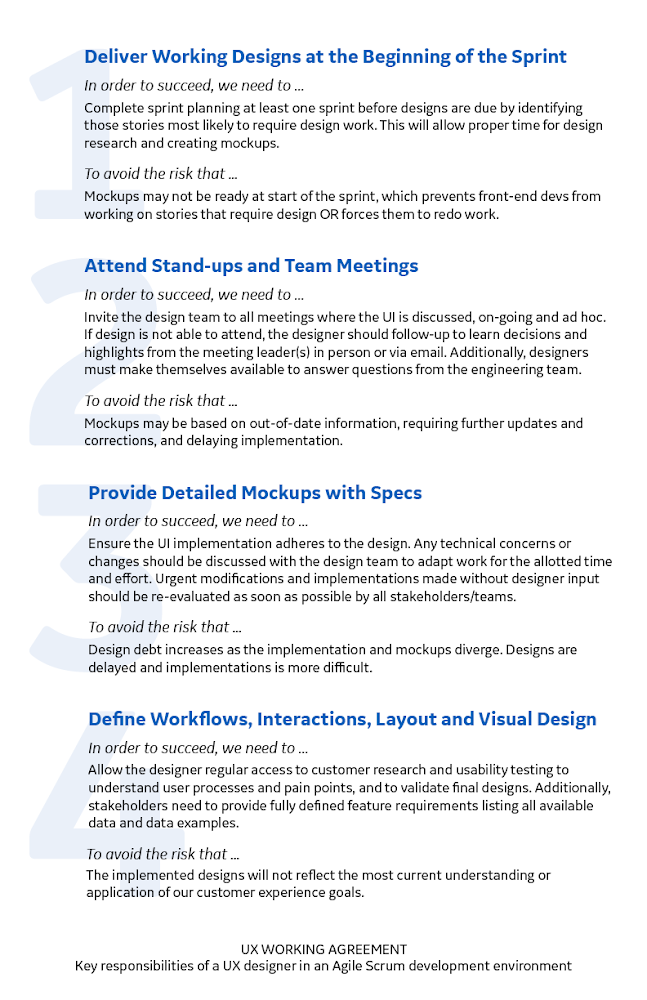 1
Deliver Working Designs at the Beginning of the Sprint
In order to succeed, we need to ...
Complete sprint planning at least one sprint before designs are due by identifying
those stories most likely to require design work. This will allow proper time for design
research and creating mockups.
To avoid the risk that ...
Mockups may not be ready at start of the sprint, which prevents front-end devs from
working on stories that require design OR forces them to redo work.
2
Attend Stand-ups and Team Meetings
In order to succeed, we need to ...
Invite the design team to all meetings where the UI is discussed, on-going and ad hoc.
If design is not able to attend, the designer should follow-up to learn decisions and
highlights from the meeting leader(s) in person or via email. Additionally, designers
must make themselves available to answer questions from the engineering team.
To avoid the risk that ...
Mockups may be based on out-of-date information, requiring further updates and
corrections, and delaying implementation.
3
Provide Detailed Mockups with Specs
In order to succeed, we need to ...
Ensure the UI implementation adheres to the design. Any technical concerns or
changes should be discussed with the design team to adapt work for the allotted time
and effort. Urgent modifications and implementations made without designer input
should be re-evaluated as soon as possible by all stakeholders/teams.
To avoid the risk that ...
Design debt increases as the implementation and mockups diverge. Designs are
delayed and implementations is more difficult.
4
Define Workflows, Interactions, Layout and Visual Design
In order to succeed, we need to ...
Allow the designer regular access to customer research and usability testing to
understand user processes and pain points, and to validate final designs. Additionally,
stakeholders need to provide fully defined feature requirements listing all available
data and data examples.
To avoid the risk that ...
The implemented designs will not reflect the most current understanding or
application of our customer experience goals.
UX WORKING AGREEMENT
Key responsibilities of a UX designer in an Agile Scrum development environment